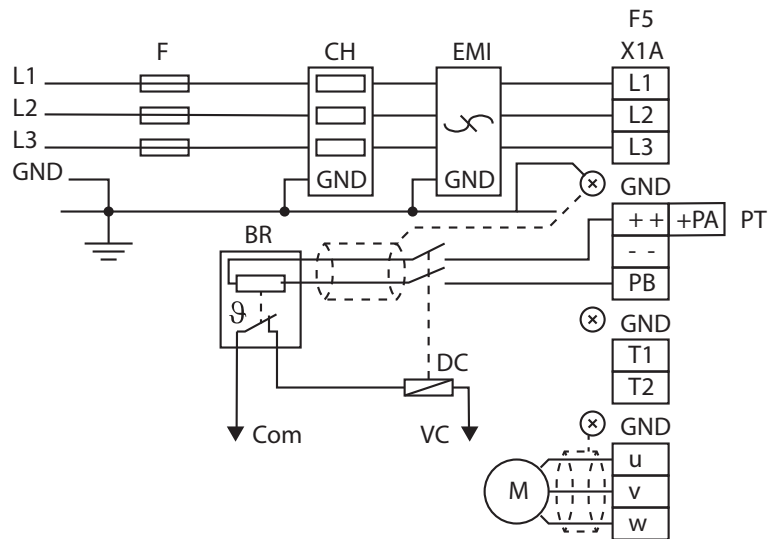 F5
F CH EMI X1A
L1 L1
L2 L2
L3 L3
GND GND GND GND
++ +PA PT
BR
--
PB
ϑ GND
T1
DC
T2
Com VC GND
u
M v
w